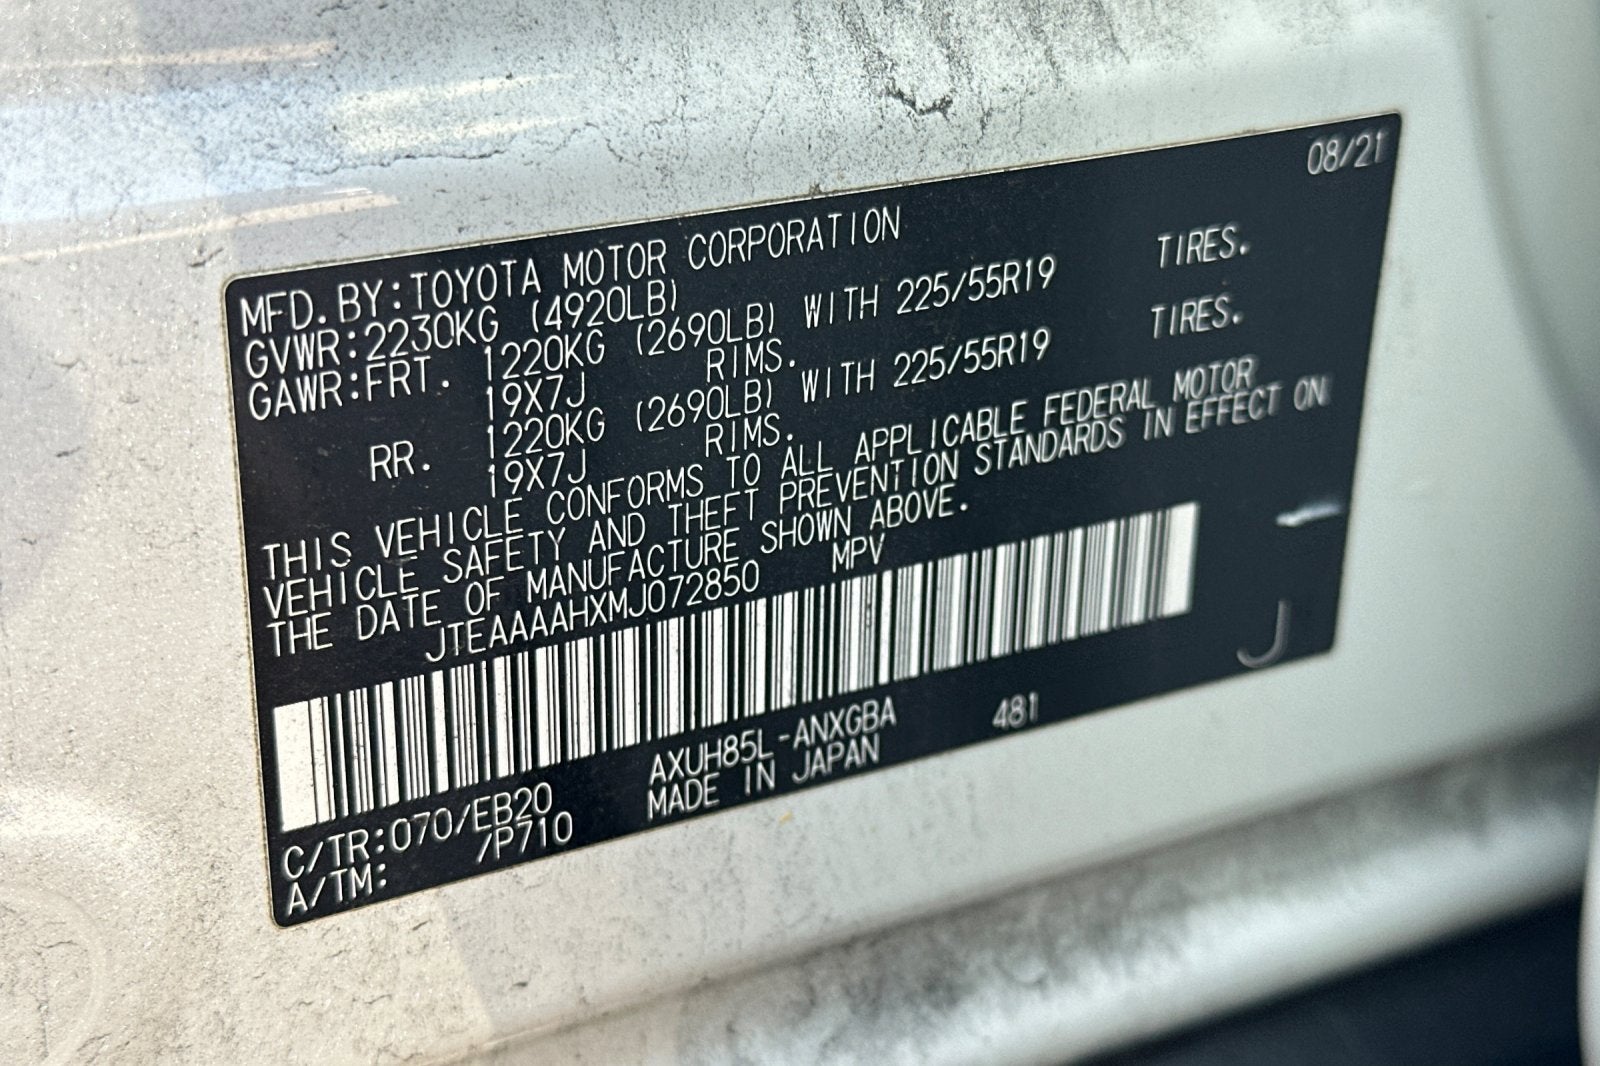 08/21
MFD.BY:TOYOTA MOTOR CORPORATION
GVWR:2230KG (4920LB)
GAWR:FRT. 1220KG (2690LB) WITH 225/55R19 TIRES.
19X7J RIMS.
RR. 1220KG (2690LB) WITH 225/55R19 TIRES.
19X7J RIMS.
THIS VEHICLE CONFORMS TO ALL APPLICABLE FEDERAL MOTOR
VEHICLE SAFETY AND THEFT PREVENTION STANDARDS IN EFFECT ON
THE DATE OF MANUFACTURE SHOWN ABOVE.
JTEAAAAHXMJ072850 MPV
J
C/TR:070/EB20 AXUH85L-ANXGBA 481
A/TM: /P710 MADE IN JAPAN